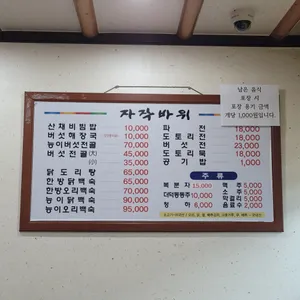 자작바위
산채비빔밥 10,000
버섯해장국 10,000
능이버섯전골 65,000
버섯전골(大) 45,000
(小) 35,000
닭도리탕 65,000
한방닭백숙 65,000
한방오리백숙 70,000
능이닭백숙 90,000
능이오리백숙 95,000
파전 18,000
도토리전 18,000
버섯전 23,000
도토리묵 18,000
공기밥 1,000
주류
복분자 15,000
더덕동동주 10,000
청하 6,000
맥주 5,000
소주 5,000
막걸리 5,000
음료수 2,000
남은 음식
포장 시
포장 용기 금액
개당 1,000원입니다